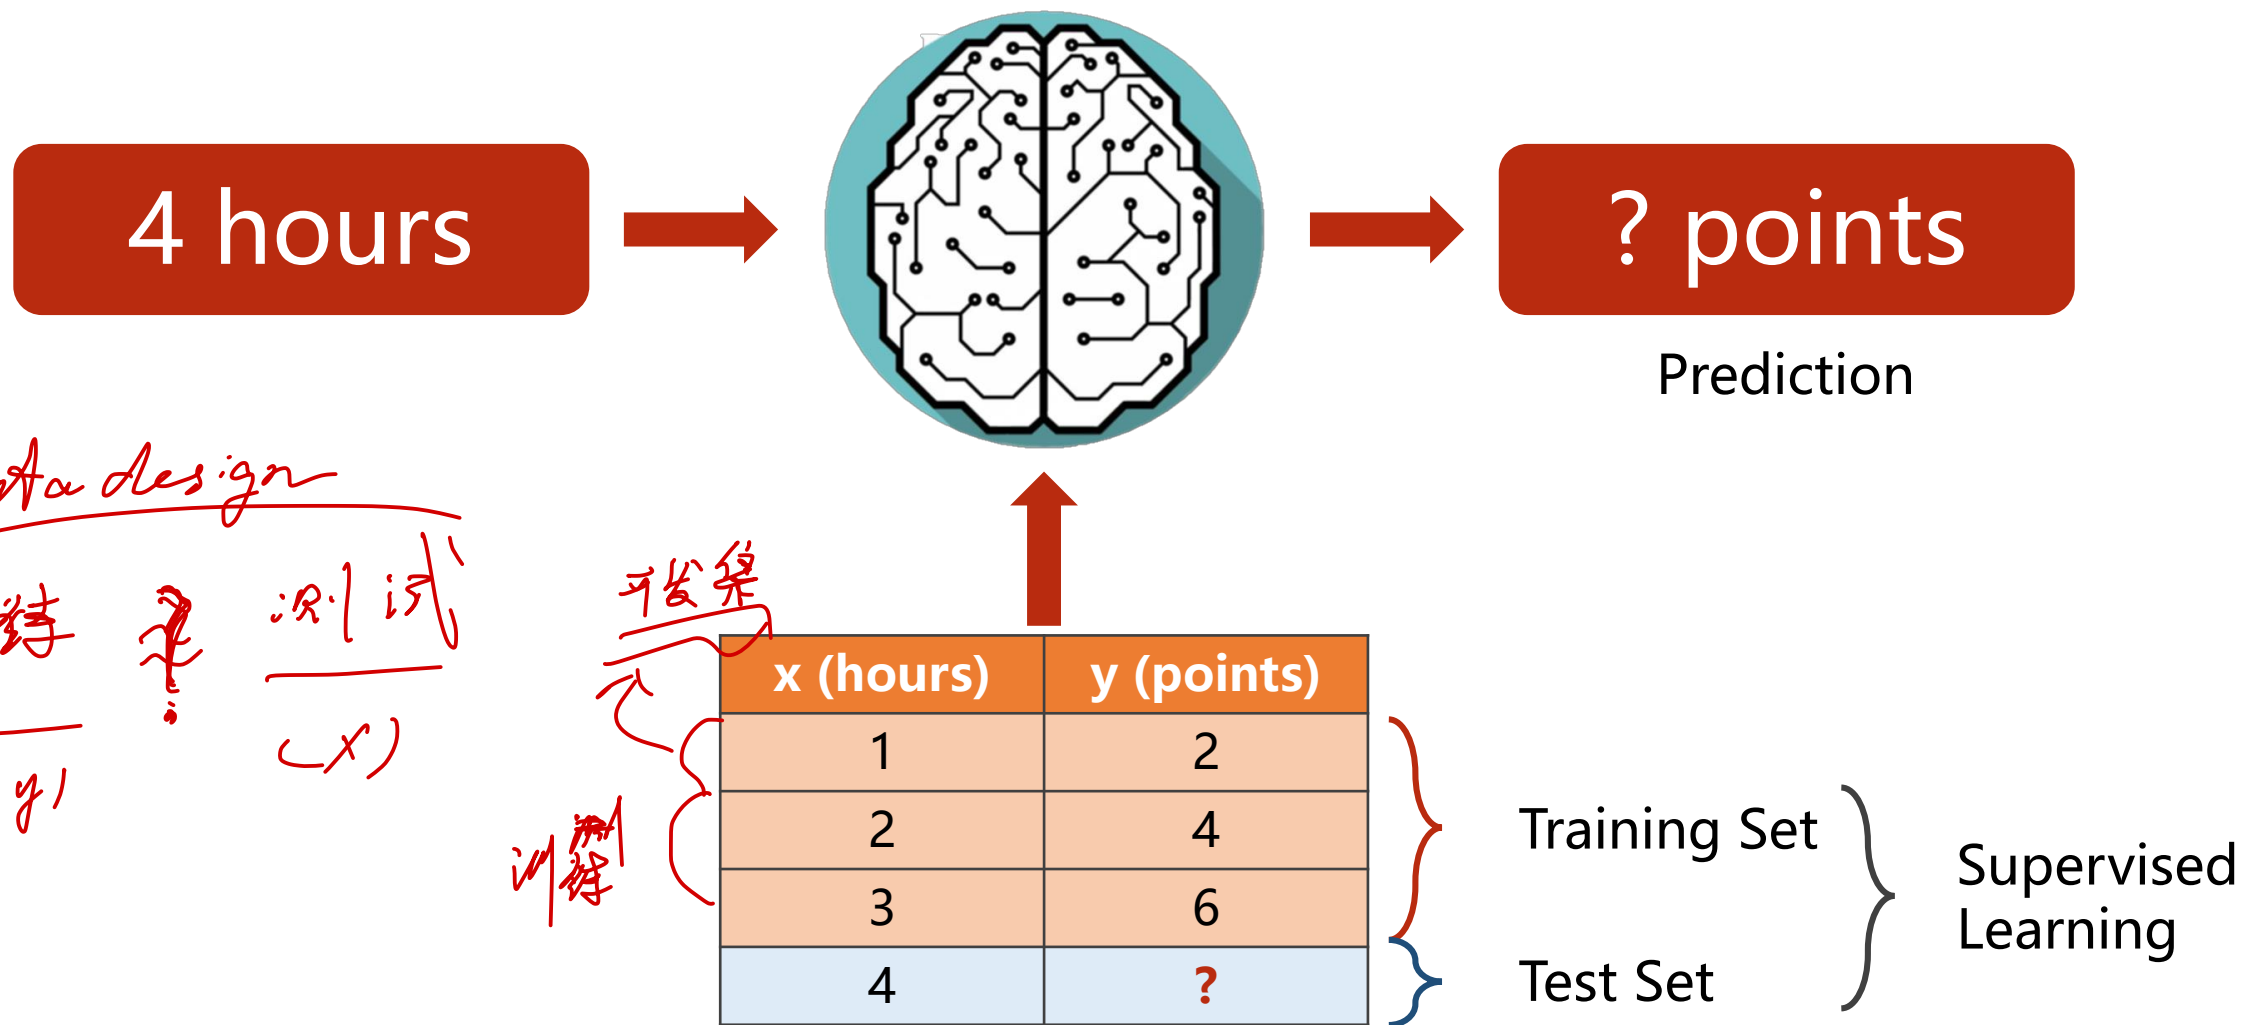 4 hours
? points
Prediction
design
测试
(x)
y)
开发集
训练
x (hours) y (points)
1 2
2 4
3 6
4 ?
Training Set
Test Set
Supervised
Learning